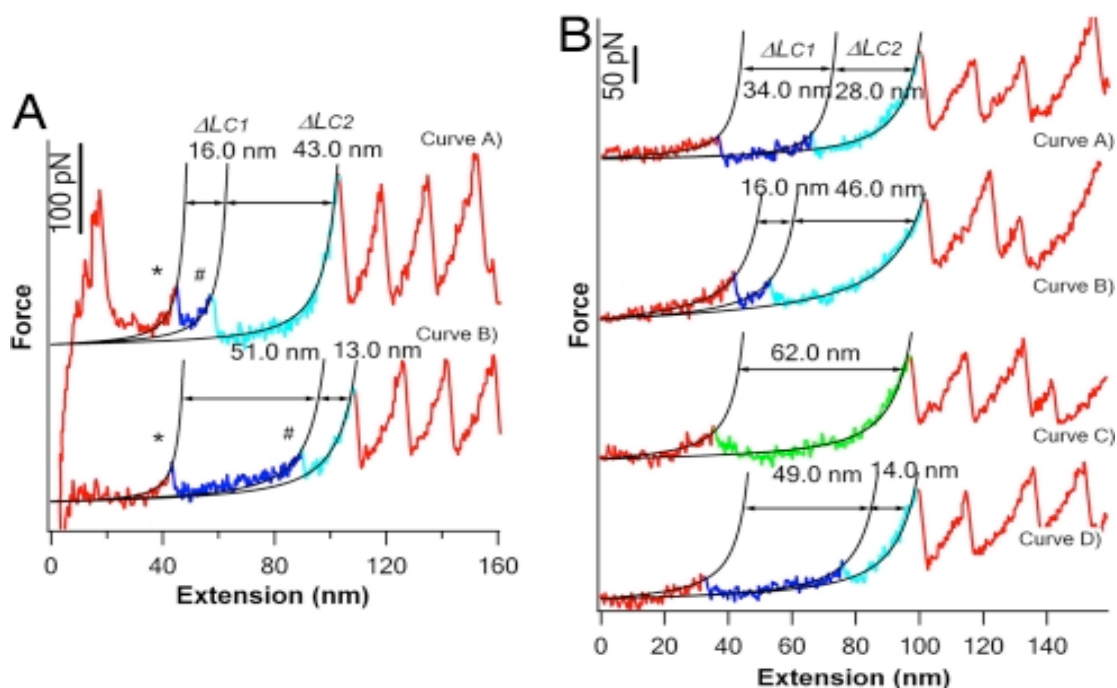 A
100 pN
Force
ΔLC1 ΔLC2
16.0 nm 43.0 nm
Curve A)
*
#
Curve B)
51.0 nm 13.0 nm
*
#
0 40 80 120 160
Extension (nm)
B
50 pN
Force
ΔLC1 ΔLC2
34.0 nm 28.0 nm
Curve A)
16.0 nm 46.0 nm
Curve B)
62.0 nm
Curve C)
49.0 nm 14.0 nm
Curve D)
0 20 40 60 80 100 120 140
Extension (nm)